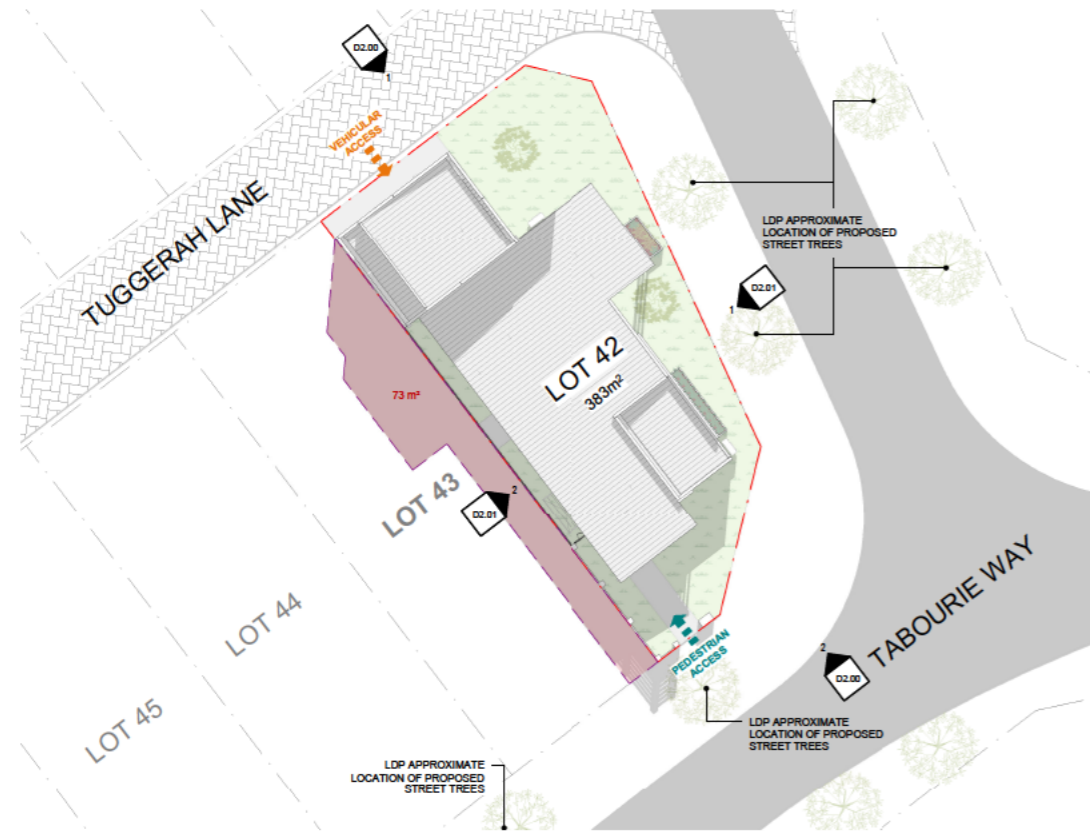 D2.00
1
VEHICULAR
ACCESS
TUGGERAH LANE
LDP APPROXIMATE
LOCATION OF PROPOSED
STREET TREES
D2.01
1
LOT 42
383m²
73 m²
LOT 43
2
D2.01
LOT 44
LOT 45
PEDESTRIAN
ACCESS
TABOURIE WAY
2
D2.00
LDP APPROXIMATE
LOCATION OF PROPOSED
STREET TREES
LDP APPROXIMATE
LOCATION OF PROPOSED
STREET TREES